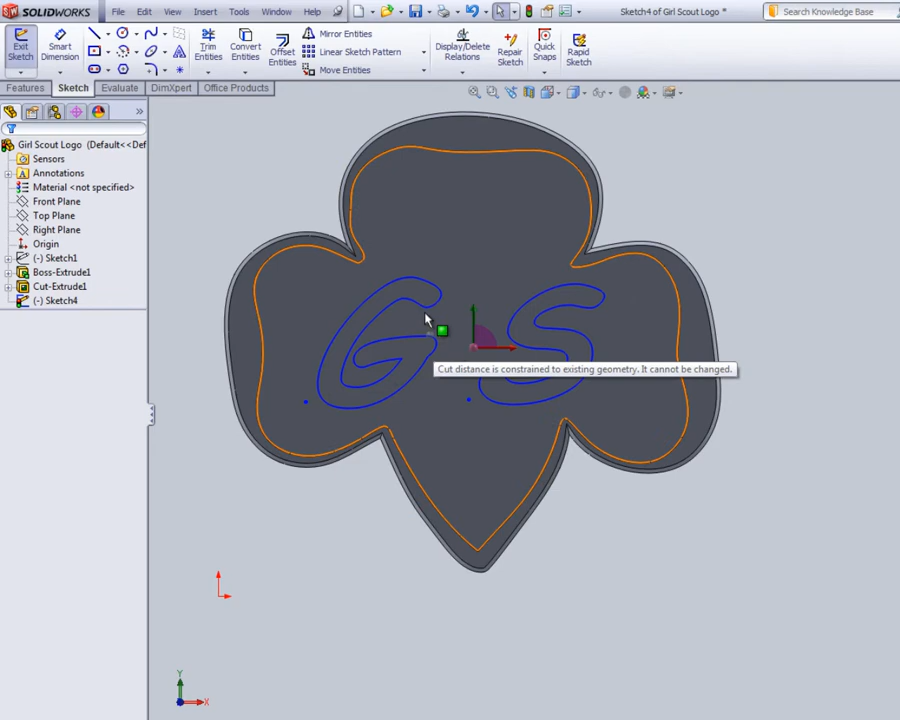 SW SOLIDWORKS File Edit View Insert Tools Window Help Sketch4 of Girl Scout Logo * Search Knowledge Base
Exit Sketch
Smart Dimension
Trim Entities
Convert Entities
Offset Entities
Mirror Entities
Linear Sketch Pattern
Move Entities
Display/Delete Relations
Repair Sketch
Quick Snaps
Rapid Sketch
Features Sketch Evaluate DimXpert Office Products
Girl Scout Logo (Default<<Def
Sensors
Annotations
Material <not specified>
Front Plane
Top Plane
Right Plane
Origin
(-) Sketch1
Boss-Extrude1
Cut-Extrude1
(-) Sketch4
GS
Cut distance is constrained to existing geometry. It cannot be changed.
Y
X